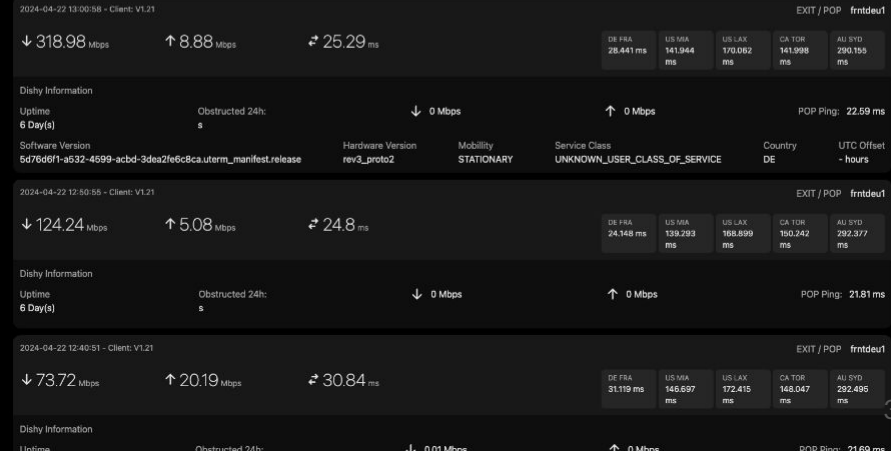 2024-04-22 13:00:58 - Client: V1.21 EXIT / POP frntdeu1
↓ 318.98 Mbps ↑ 8.88 Mbps ⇄ 25.29 ms
DE FRA US MIA US LAX CA TOR AU SYD
28.441 ms 141.944 ms 170.062 ms 141.998 ms 290.155 ms
Dishy Information
Uptime Obstructed 24h: ↓ 0 Mbps ↑ 0 Mbps POP Ping: 22.59 ms
6 Day(s) s
Software Version Hardware Version Mobillity Service Class Country UTC Offset
5d76d6f1-a532-4599-acbd-3dea2fe6c8ca.uterm_manifest.release rev3_proto2 STATIONARY UNKNOWN_USER_CLASS_OF_SERVICE DE - hours
2024-04-22 12:50:55 - Client: V1.21 EXIT / POP frntdeu1
↓ 124.24 Mbps ↑ 5.08 Mbps ⇄ 24.8 ms
DE FRA US MIA US LAX CA TOR AU SYD
24.148 ms 139.293 ms 168.899 ms 150.242 ms 292.377 ms
Dishy Information
Uptime Obstructed 24h: ↓ 0 Mbps ↑ 0 Mbps POP Ping: 21.81 ms
6 Day(s) s
2024-04-22 12:40:51 - Client: V1.21 EXIT / POP frntdeu1
↓ 73.72 Mbps ↑ 20.19 Mbps ⇄ 30.84 ms
DE FRA US MIA US LAX CA TOR AU SYD
31.119 ms 146.697 ms 172.415 ms 148.047 ms 292.495 ms
Dishy Information
Uptime Obstructed 24h: ↓ 0.01 Mbps ↑ 0 Mbps POP Ping: 21.69 ms